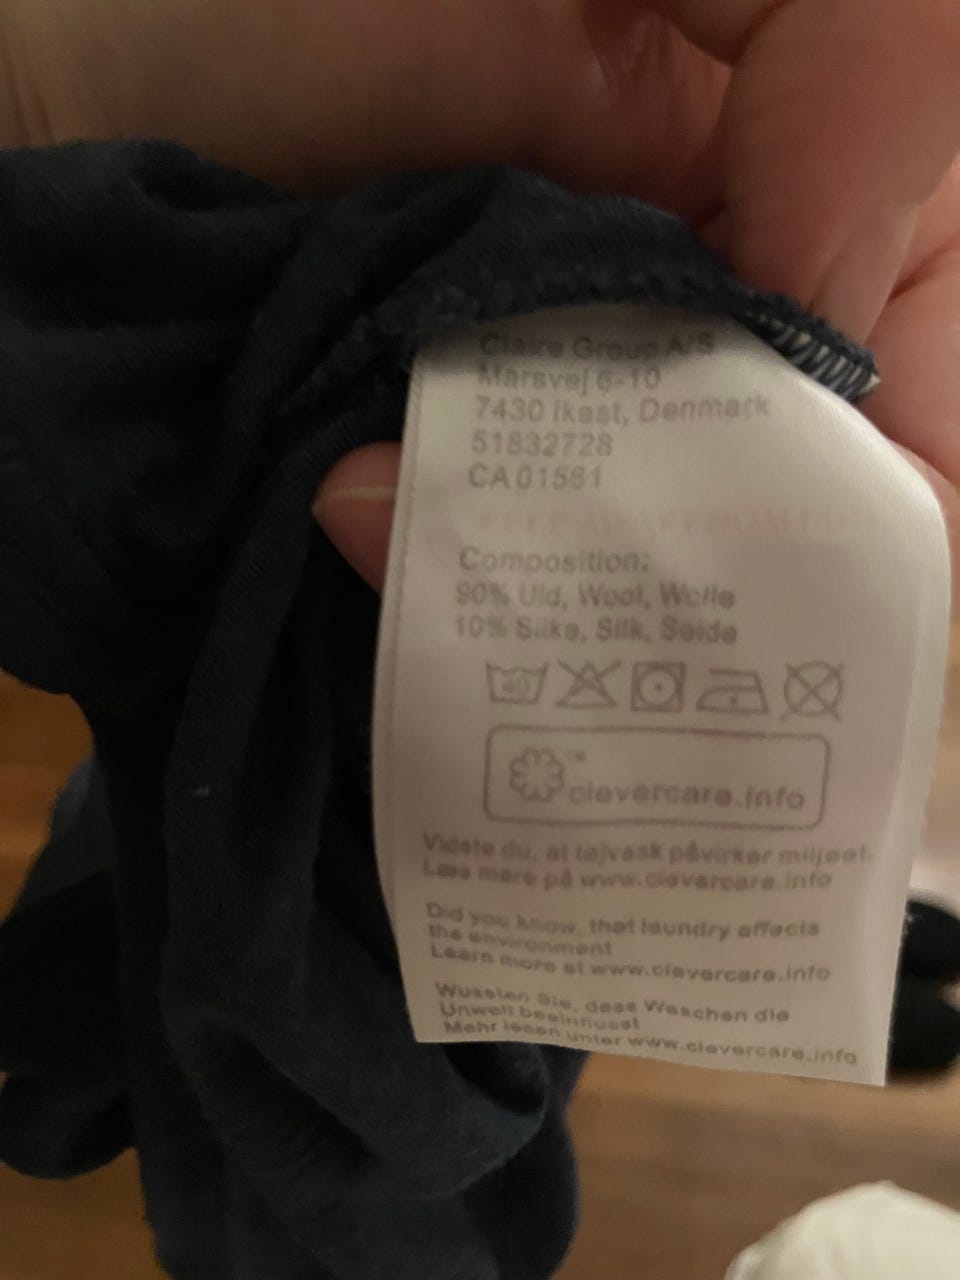 Claire Group A/S
Marsvej 6-10
7430 Ikast, Denmark
51832728
CA 01561
Composition:
90% Uld, Wool, Wolle
10% Silke, Silk, Seide
40
™
clevercare.info
Vidste du, at tøjvask påvirker miljøet.
Læs mere på www.clevercare.info
Did you know, that laundry affects
the environment
Learn more at www.clevercare.info
Wussten Sie, dass Waschen die
Umwelt beeinflusst
Mehr lesen unter www.clevercare.info